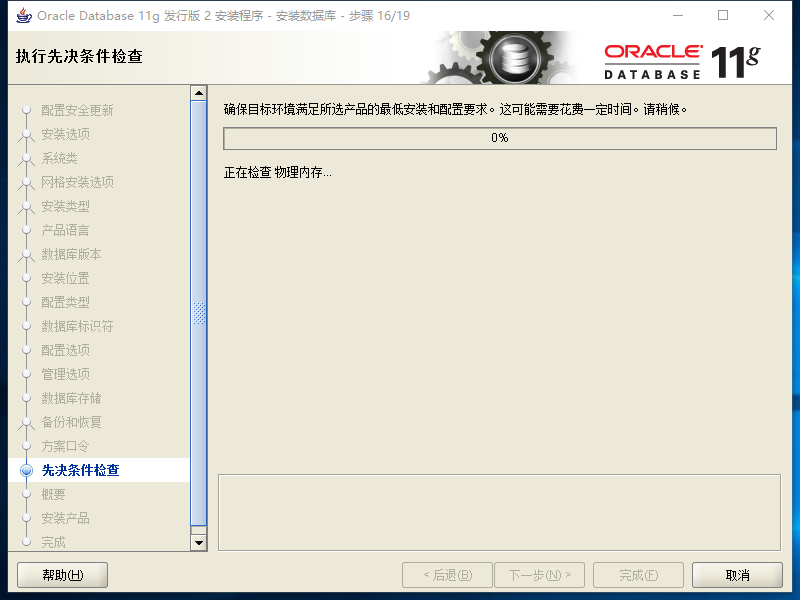 Oracle Database 11g 发行版 2 安装程序 - 安装数据库 - 步骤 16/19
执行先决条件检查
ORACLE
DATABASE 11g
配置安全更新
安装选项
系统类
网格安装选项
安装类型
产品语言
数据库版本
安装位置
配置类型
数据库标识符
配置选项
管理选项
数据库存储
备份和恢复
方案口令
先决条件检查
概要
安装产品
完成
确保目标环境满足所选产品的最低安装和配置要求。这可能需要花费一定时间。请稍候。
0%
正在检查 物理内存...
帮助(H)
< 后退(B)
下一步(N) >
完成(F)
取消